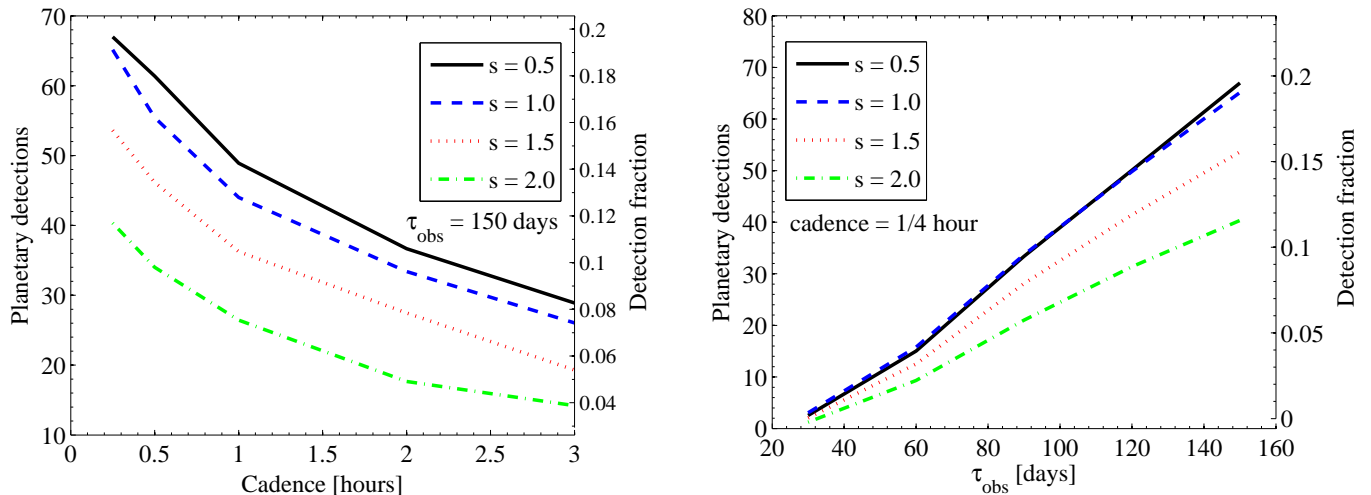 70
65
60
50
40
30
20
10
0
0.5
1
1.5
2
2.5
3
Planetary detections
Cadence [hours]
s = 0.5
s = 1.0
s = 1.5
s = 2.0
τobs = 150 days
0.2
0.18
0.16
0.14
0.12
0.1
0.08
0.06
0.04
Detection fraction
80
70
60
50
40
30
20
10
0
20
40
60
80
100
120
140
160
Planetary detections
τobs [days]
s = 0.5
s = 1.0
s = 1.5
s = 2.0
cadence = 1/4 hour
0.2
0.15
0.1
0.05
0
Detection fraction